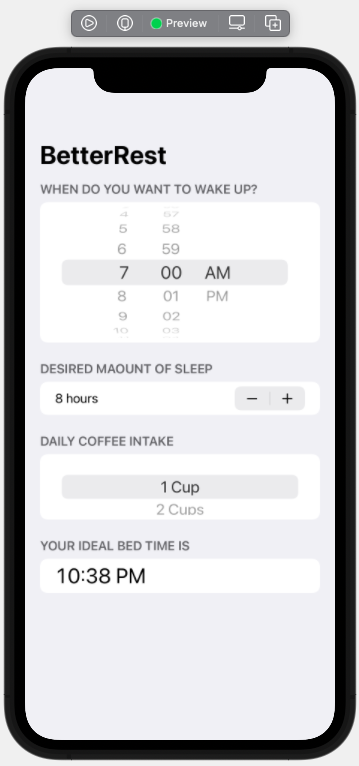 Preview
BetterRest
WHEN DO YOU WANT TO WAKE UP?
4 57
5 58
6 59
7 00 AM
8 01 PM
9 02
10 03
DESIRED MAOUNT OF SLEEP
8 hours − +
DAILY COFFEE INTAKE
1 Cup
2 Cups
YOUR IDEAL BED TIME IS
10:38 PM